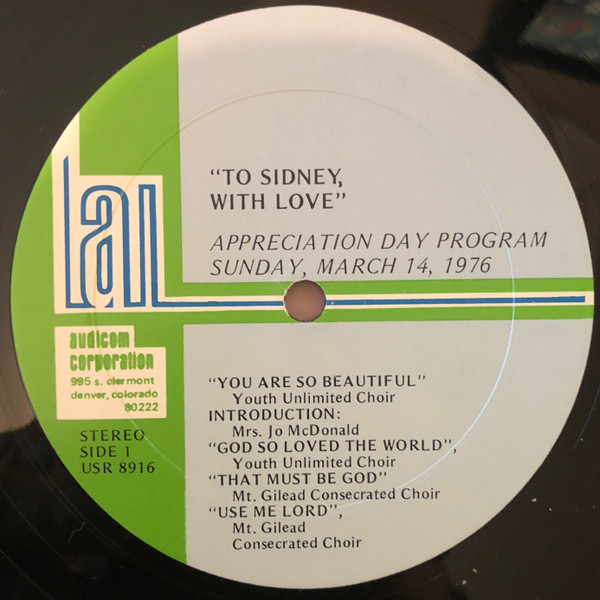 "TO SIDNEY,
WITH LOVE"
APPRECIATION DAY PROGRAM
SUNDAY, MARCH 14, 1976
audicom
corporation
995 s. clermont
denver, colorado
80222
STEREO
SIDE 1
USR 8916
"YOU ARE SO BEAUTIFUL"
Youth Unlimited Choir
INTRODUCTION:
Mrs. Jo McDonald
"GOD SO LOVED THE WORLD",
Youth Unlimited Choir
"THAT MUST BE GOD"
Mt. Gilead Consecrated Choir
"USE ME LORD",
Mt. Gilead
Consecrated Choir